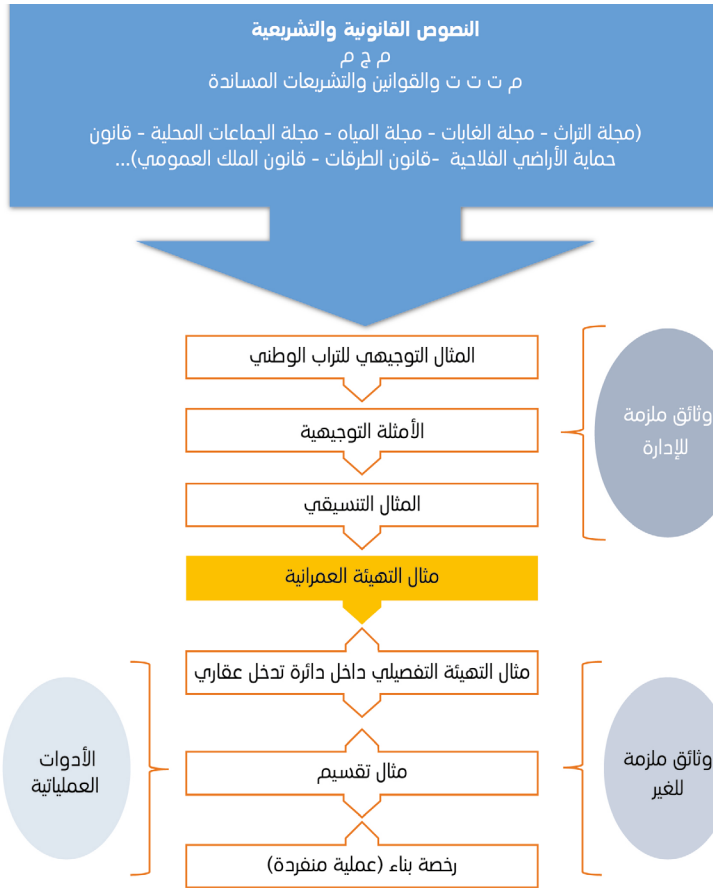 النصوص القانونية والتشريعية
م ج م
م ت ت ت والقوانين والتشريعات المساندة
(مجلة التراث - مجلة الغابات - مجلة المياه - مجلة الجماعات المحلية - قانون
حماية الأراضي الفلاحية -قانون الطرقات - قانون الملك العمومي)...
المثال التوجيهي للتراب الوطني
وثائق ملزمة
للإدارة
الأمثلة التوجيهية
المثال التنسيقي
مثال التهيئة العمرانية
مثال التهيئة التفصيلي داخل دائرة تدخل عقاري
وثائق ملزمة
للغير
مثال تقسيم
الأدوات
العملياتية
رخصة بناء (عملية منفردة)